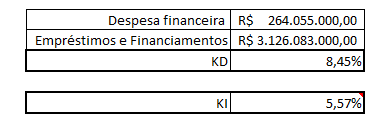 Despesa financeira R$ 264.055.000,00
Empréstimos e Financiamentos R$ 3.126.083.000,00
KD 8,45%
KI 5,57%